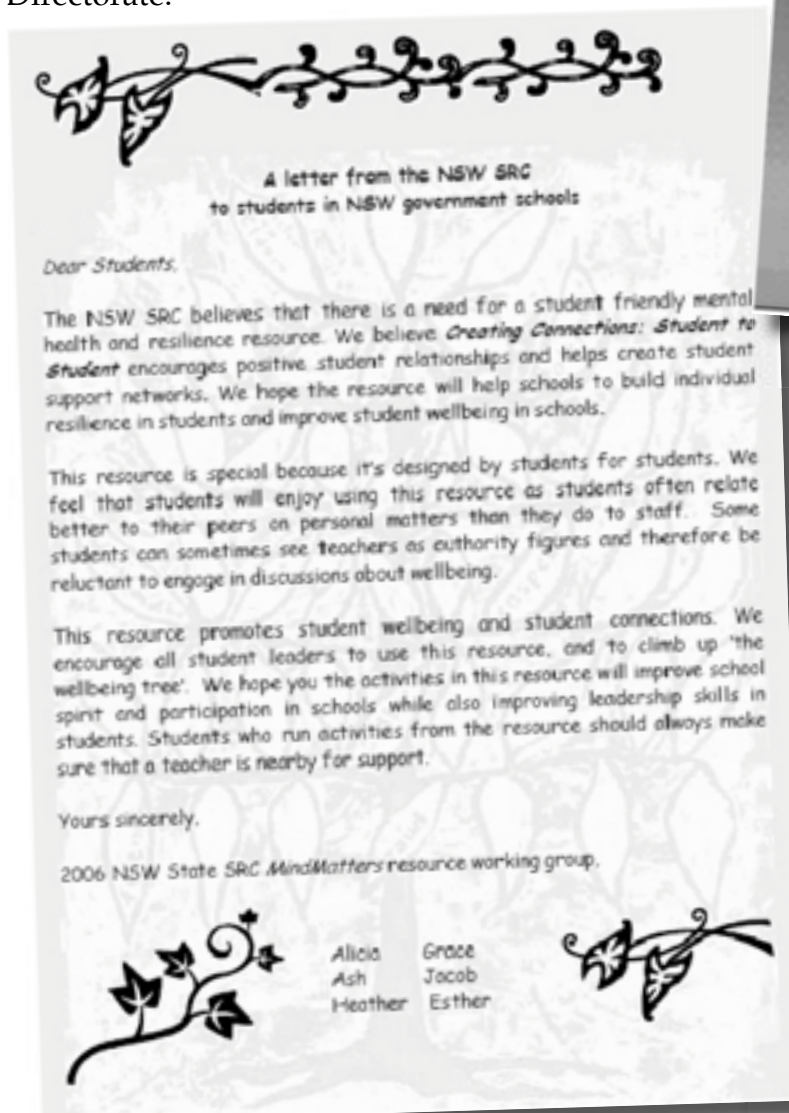 Directorate.
A letter from the NSW SRC
to students in NSW government schools
Dear Students,
The NSW SRC believes that there is a need for a student friendly mental
health and resilience resource. We believe Creating Connections: Student to
Student encourages positive student relationships and helps create student
support networks. We hope the resource will help schools to build individual
resilience in students and improve student wellbeing in schools.
This resource is special because it's designed by students for students. We
feel that students will enjoy using this resource as students often relate
better to their peers on personal matters than they do to staff. Some
students can sometimes see teachers as authority figures and therefore be
reluctant to engage in discussions about wellbeing.
This resource promotes student wellbeing and student connections. We
encourage all student leaders to use this resource, and to climb up 'the
wellbeing tree'. We hope you the activities in this resource will improve school
spirit and participation in schools while also improving leadership skills in
students. Students who run activities from the resource should always make
sure that a teacher is nearby for support.
Yours sincerely,
2006 NSW State SRC MindMatters resource working group,
Alicia Grace
Ash Jacob
Heather Esther